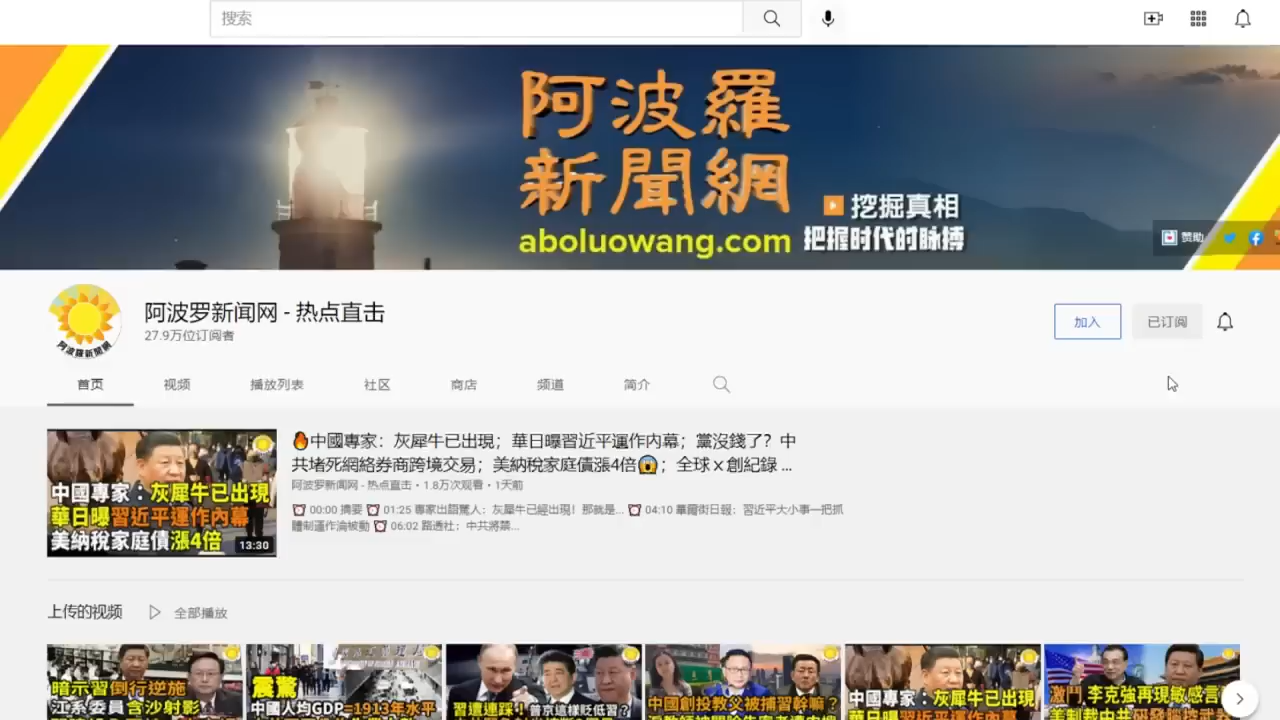 搜索
阿波羅
新聞網
aboluowang.com
挖掘真相
把握时代的脉搏
赞助
阿波羅新聞網
阿波罗新闻网 - 热点直击
27.9万位订阅者
加入
已订阅
首页 视频 播放列表 社区 商店 频道 简介
中國專家：灰犀牛已出現
華日曝習近平運作內幕
美納稅家庭債漲4倍
13:30
🔥中國專家：灰犀牛已出現；華日曝習近平運作内幕；黨沒錢了？中
共堵死網絡券商跨境交易；美納稅家庭債漲4倍😱；全球 x 創紀錄 ...
阿波罗新闻网 - 热点直击 • 1.8万次观看 • 1天前
⏰ 00:00 摘要 ⏰ 01:25 專家出語驚人：灰犀牛已經出現！那就是... ⏰ 04:10 華爾街日報：習近平大小事一把抓
體制運作淪被動 ⏰ 06:02 路透社：中共將禁...
上传的视频 全部播放
暗示習倒行逆施
江系委員含沙射影
震驚
中國人均GDP=1913年水平
習遭連踩！普京這樣貶低習？
中國創投教父被捕習幹嘛？
中國專家：灰犀牛已出現
激鬥 李克強再現敏感言